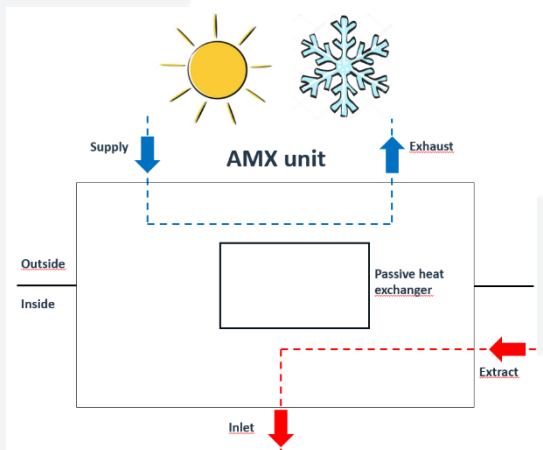 Supply
Exhaust
AMX unit
Outside
Passive heat
exchanger
Inside
Extract
Inlet